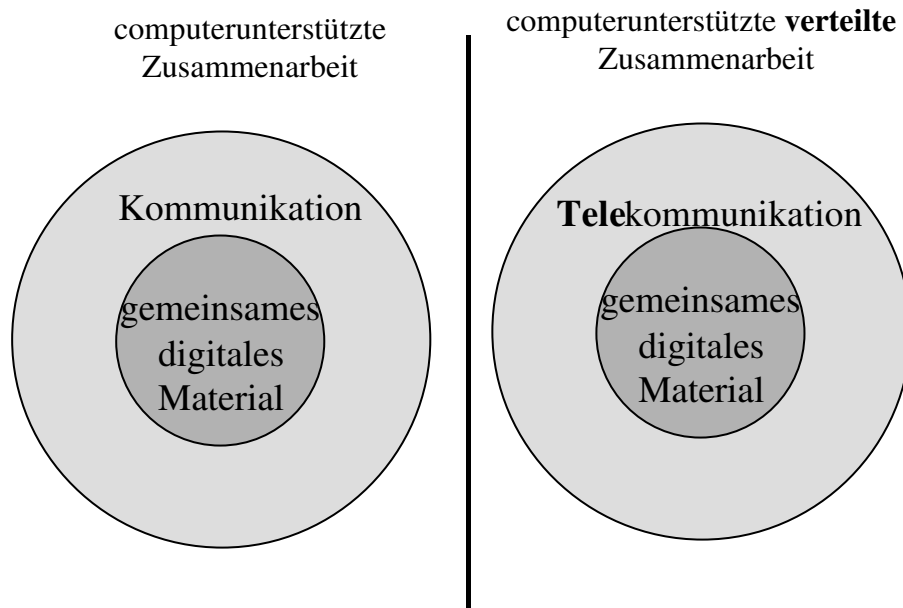 computerunterstützte
Zusammenarbeit
Kommunikation
gemeinsames
digitales
Material
computerunterstützte verteilte
Zusammenarbeit
Telekommunikation
gemeinsames
digitales
Material